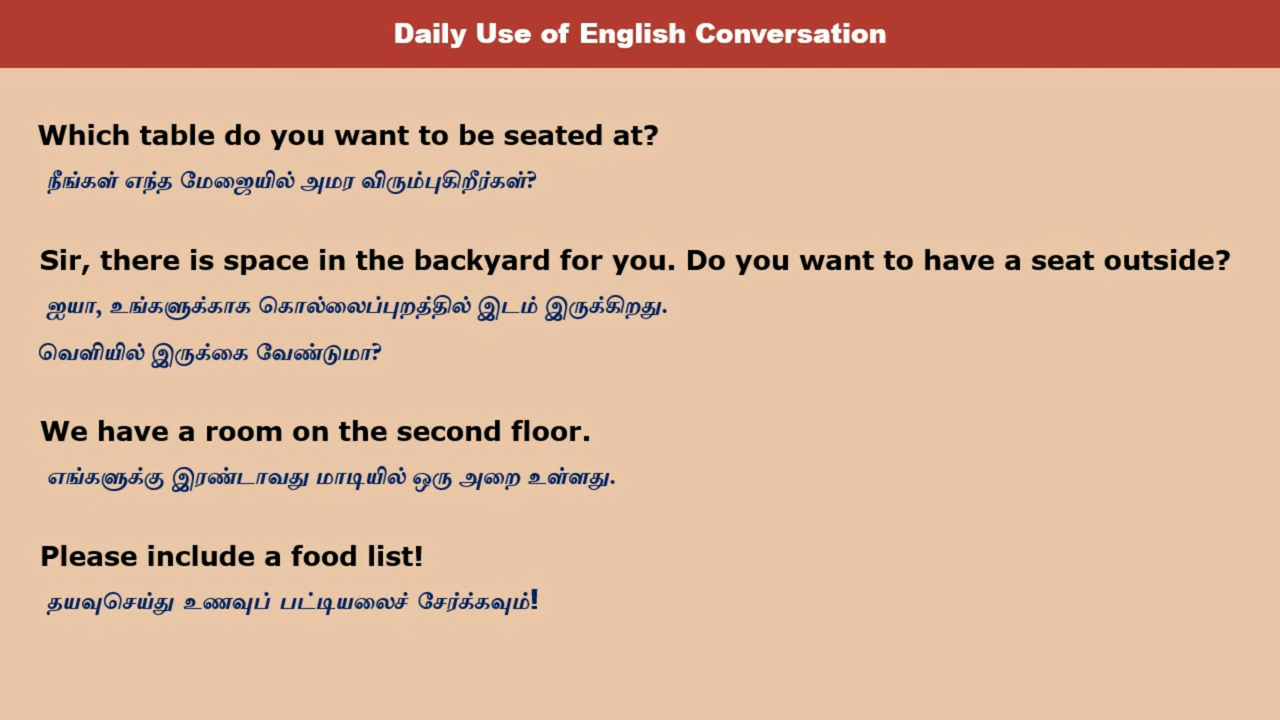 Daily Use of English Conversation
Which table do you want to be seated at?
நீங்கள் எந்த மேஜையில் அமர விரும்புகிறீர்கள்?
Sir, there is space in the backyard for you. Do you want to have a seat outside?
ஐயா, உங்களுக்காக கொல்லைப்புறத்தில் இடம் இருக்கிறது.
வெளியில் இருக்கை வேண்டுமா?
We have a room on the second floor.
எங்களுக்கு இரண்டாவது மாடியில் ஒரு அறை உள்ளது.
Please include a food list!
தயவுசெய்து உணவுப் பட்டியலைச் சேர்க்கவும்!